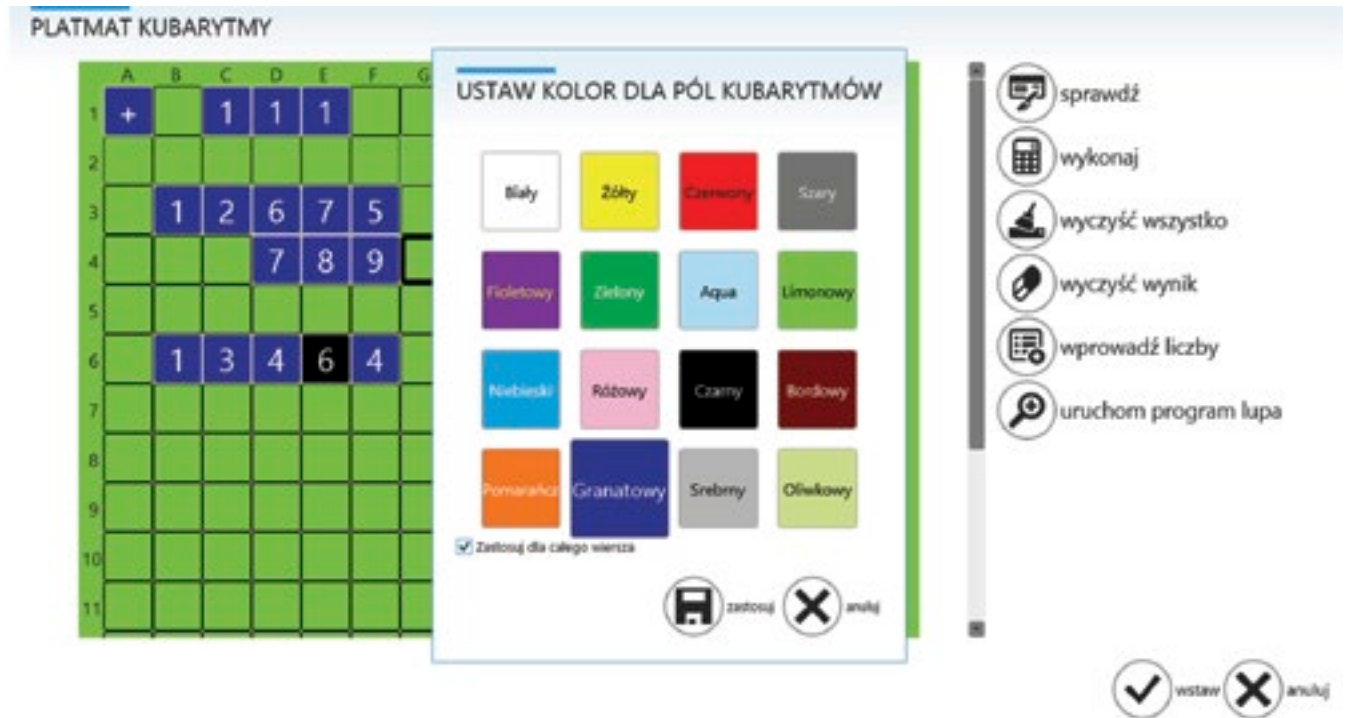 PLATMAT KUBARYTMY
A B C D E F G
1 + 1 1 1
2
3 1 2 6 7 5
4 7 8 9
5
6 1 3 4 6 4
7
8
9
10
11
USTAW KOLOR DLA PÓL KUBARYTMÓW
Biały Żółty Czerwony Szary
Fioletowy Zielony Aqua Limonowy
Niebieski Różowy Czarny Bordowy
Pomarańcz Granatowy Srebrny Oliwkowy
Zastosuj dla całego wiersza
zastosuj anuluj
sprawdź
wykonaj
wyczyść wszystko
wyczyść wynik
wprowadź liczby
uruchom program lupa
wstaw anuluj